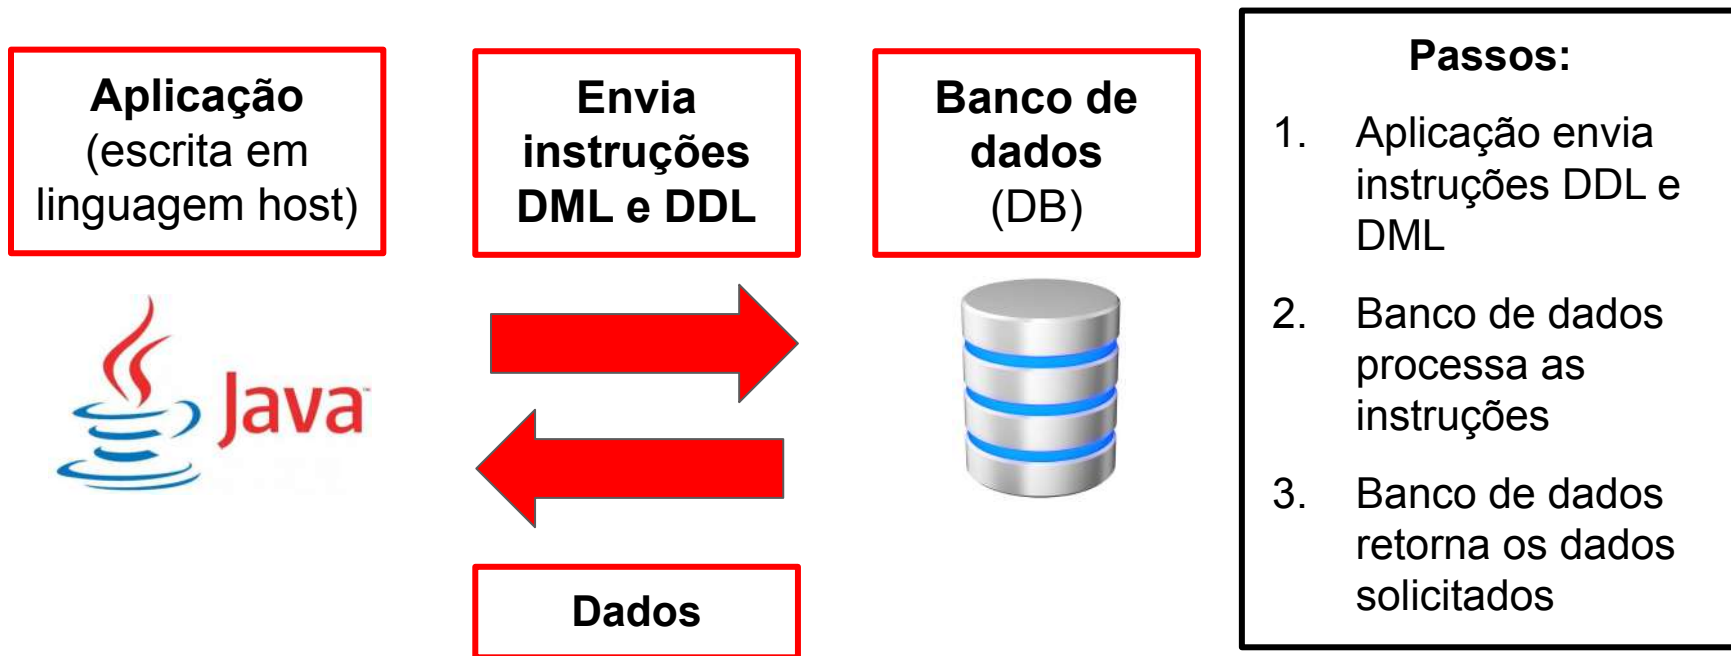 Aplicação
(escrita em
linguagem host)
Envia
instruções
DML e DDL
Banco de
dados
(DB)
Java™
Dados
Passos:
1. Aplicação envia
instruções DDL e
DML
2. Banco de dados
processa as
instruções
3. Banco de dados
retorna os dados
solicitados